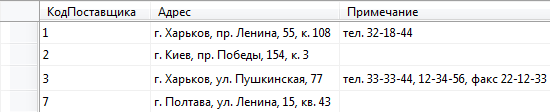 КодПоставщика Адрес Примечание
1 г. Харьков, пр. Ленина, 55, к. 108 тел. 32-18-44
2 г. Киев, пр. Победы, 154, к. 3
3 г. Харьков, ул. Пушкинская, 77 тел. 33-33-44, 12-34-56, факс 22-12-33
7 г. Полтава, ул. Ленина, 15, кв. 43